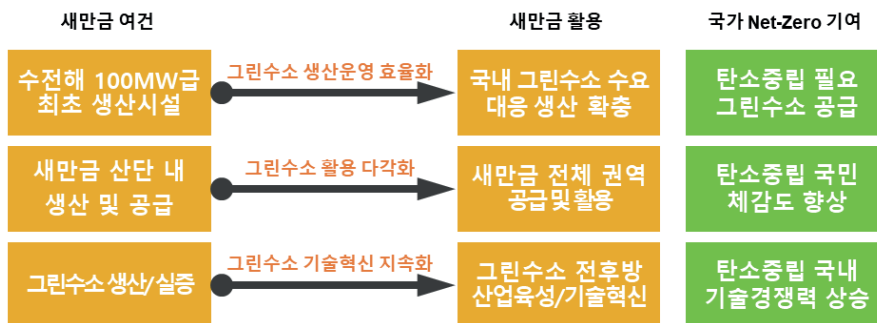 새만금 여건
새만금 활용
국가 Net-Zero 기여
수전해 100MW급
최초 생산시설
그린수소 생산운영 효율화
국내 그린수소 수요
대응 생산 확충
탄소중립 필요
그린수소 공급
새만금 산단 내
생산 및 공급
그린수소 활용 다각화
새만금 전체 권역
공급 및 활용
탄소중립 국민
체감도 향상
그린수소 생산/실증
그린수소 기술혁신 지속화
그린수소 전후방
산업육성/기술혁신
탄소중립 국내
기술경쟁력 상승